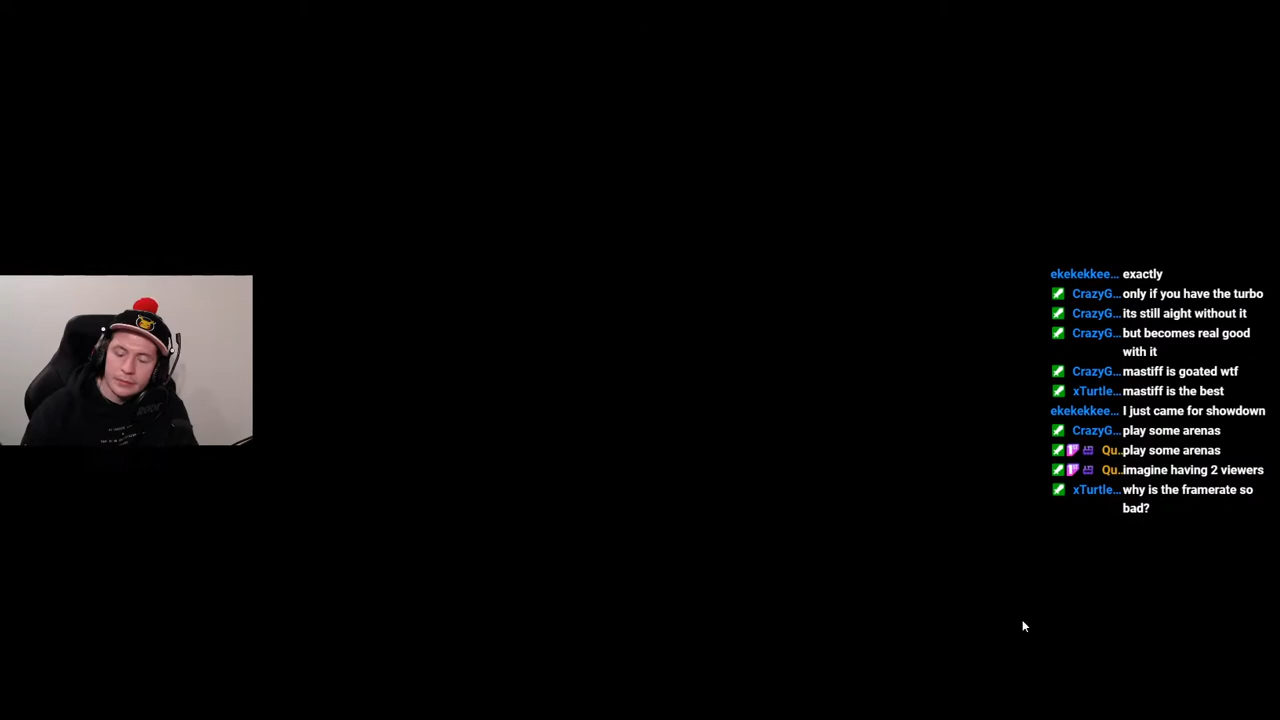 ekekekkee... exactly
CrazyG... only if you have the turbo
CrazyG... its still aight without it
CrazyG... but becomes real good
with it
CrazyG... mastiff is goated wtf
xTurtle... mastiff is the best
ekekekkee... I just came for showdown
CrazyG... play some arenas
Qu... play some arenas
Qu... imagine having 2 viewers
xTurtle... why is the framerate so
bad?